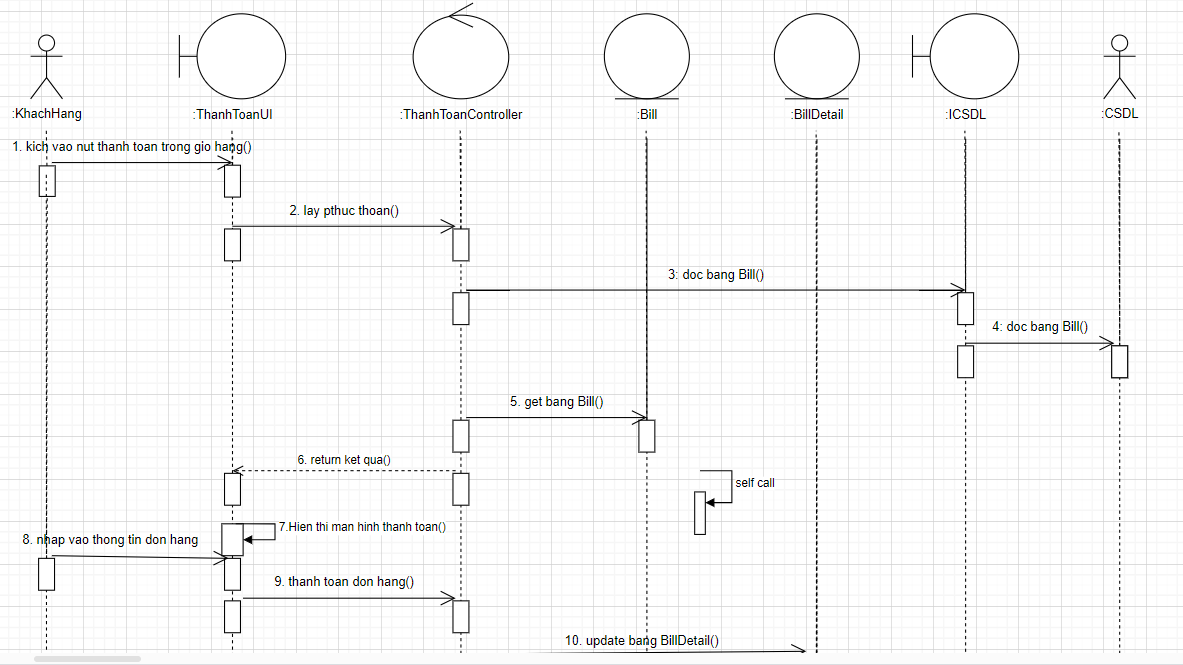 :KhachHang
:ThanhToanUI
:ThanhToanController
:Bill
:BillDetail
:ICSDL
:CSDL
1. kich vao nut thanh toan trong gio hang()
2. lay pthuc thoan()
3: doc bang Bill()
4: doc bang Bill()
5. get bang Bill()
6. return ket qua()
self call
7.Hien thi man hinh thanh toan()
8. nhap vao thong tin don hang
9. thanh toan don hang()
10. update bang BillDetail()